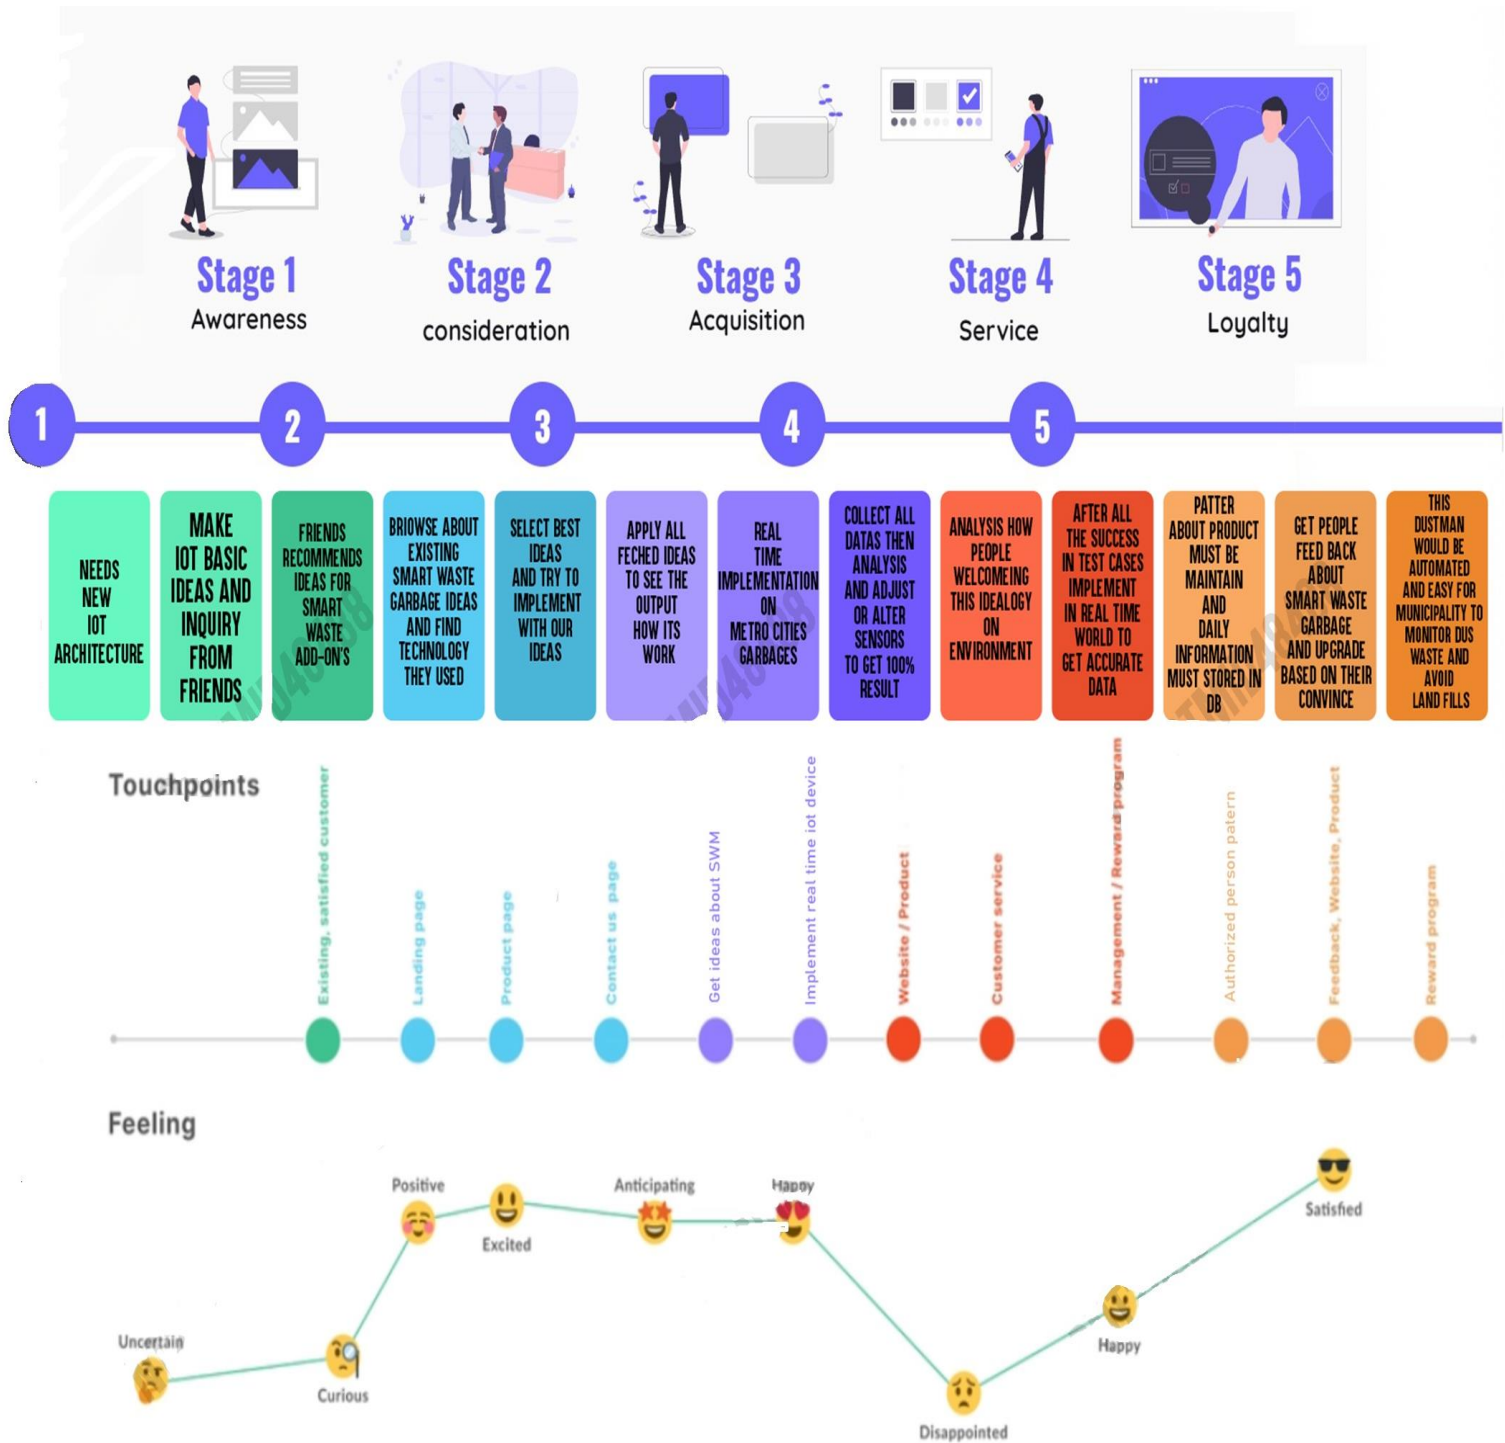 Stage 1
Awareness
Stage 2
consideration
Stage 3
Acquisition
Stage 4
Service
Stage 5
Loyalty
1
2
3
4
5
NEEDS
NEW
IOT
ARCHITECTURE
MAKE
IOT BASIC
IDEAS AND
INQUIRY
FROM
FRIENDS
FRIENDS
RECOMMENDS
IDEAS FOR
SMART
WASTE
ADD-ON'S
BRIOWSE ABOUT
EXISTING
SMART WASTE
GARBAGE IDEAS
AND FIND
TECHNOLOGY
THEY USED
SELECT BEST
IDEAS
AND TRY TO
IMPLEMENT
WITH OUR
IDEAS
APPLY ALL
FECHED IDEAS
TO SEE THE
OUTPUT
HOW ITS
WORK
REAL
TIME
IMPLEMENTATION
ON
METRO CITIES
GARBAGES
COLLECT ALL
DATAS THEN
ANALYSIS
AND ADJUST
OR ALTER
SENSORS
TO GET 100%
RESULT
ANALYSIS HOW
PEOPLE
WELCOMEING
THIS IDEALOGY
ON
ENVIRONMENT
AFTER ALL
THE SUCCESS
IN TEST CASES
IMPLEMENT
IN REAL TIME
WORLD TO
GET ACCURATE
DATA
PATTER
ABOUT PRODUCT
MUST BE
MAINTAIN
AND
DAILY
INFORMATION
MUST STORED IN
DB
GET PEOPLE
FEED BACK
ABOUT
SMART WASTE
GARBAGE
AND UPGRADE
BASED ON THEIR
CONVINCE
THIS
DUSTMAN
WOULD BE
AUTOMATED
AND EASY FOR
MUNICIPALITY TO
MONITOR DUS
WASTE AND
AVOID
LAND FILLS
Touchpoints
Existing, satisfied customer
Landing page
Product page
Contact us page
Get ideas about SWM
Implement real time iot device
Website / Product
Customer service
Management / Reward program
Authorized person patern
Feedback, Website, Product
Reward program
Feeling
Uncertain
Curious
Positive
Excited
Anticipating
Happy
Disappointed
Happy
Satisfied